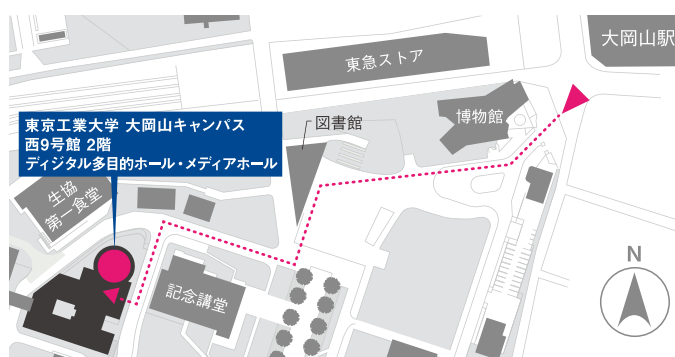 大岡山駅
東急ストア
博物館
図書館
東京工業大学 大岡山キャンパス
西9号館 2階
ディジタル多目的ホール・メディアホール
生協
第一食堂
記念講堂
N